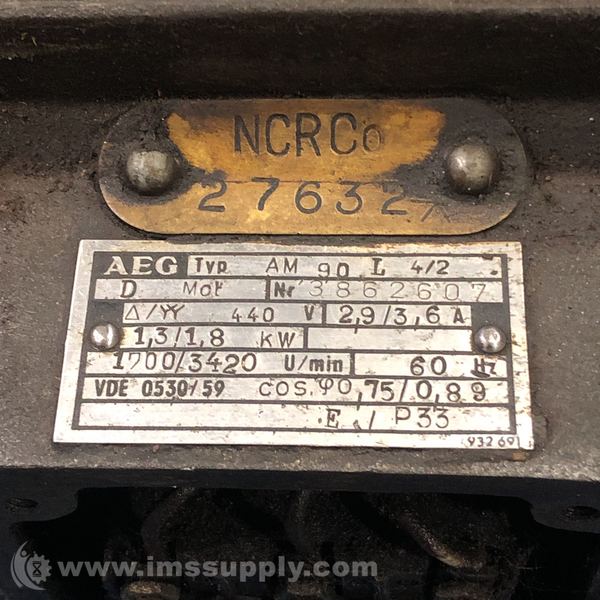 NCRCo
27632
AEG Typ AM 90 L 4/2
D Mot Nr 3862607
Δ/YY 440 V 2,9/3,6 A
1,3/1,8 KW
1700/3420 U/min 60 Hz
VDE 0530/59 cos.φ 0,75/0,89
E / P33
93269
www.imssupply.com